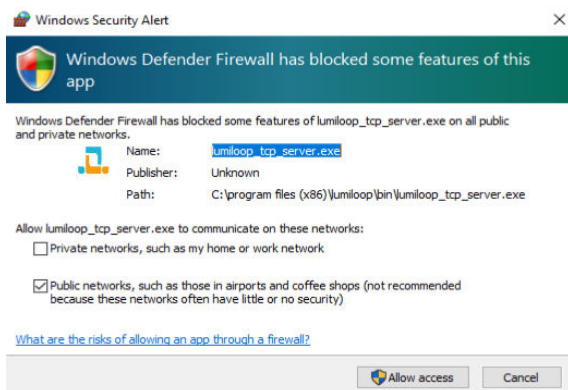 Windows Security Alert
Windows Defender Firewall has blocked some features of this
app
Windows Defender Firewall has blocked some features of lumiloop_tcp_server.exe on all public
and private networks.
Name: lumiloop_tcp_server.exe
Publisher: Unknown
Path: C:\program files (x86)\lumiloop\bin\lumiloop_tcp_server.exe
Allow lumiloop_tcp_server.exe to communicate on these networks:
Private networks, such as my home or work network
Public networks, such as those in airports and coffee shops (not recommended
because these networks often have little or no security)
What are the risks of allowing an app through a firewall?
Allow access Cancel